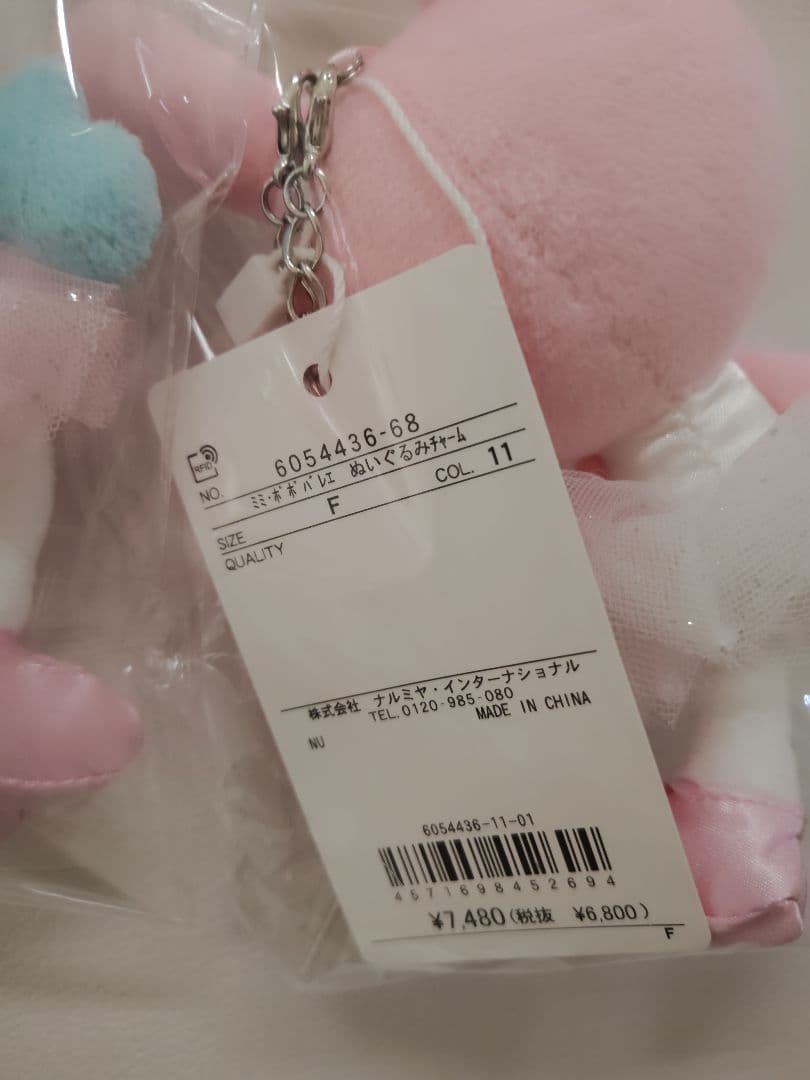 RFID
NO. 6054436-68
ミミ・ボボバレエ ぬいぐるみチャーム
SIZE F COL. 11
QUALITY
株式会社 ナルミヤ・インターナショナル
TEL.0120-985-080
MADE IN CHINA
NU
6054436-11-01
4571698452694
¥7,480(税抜 ¥6,800)
F